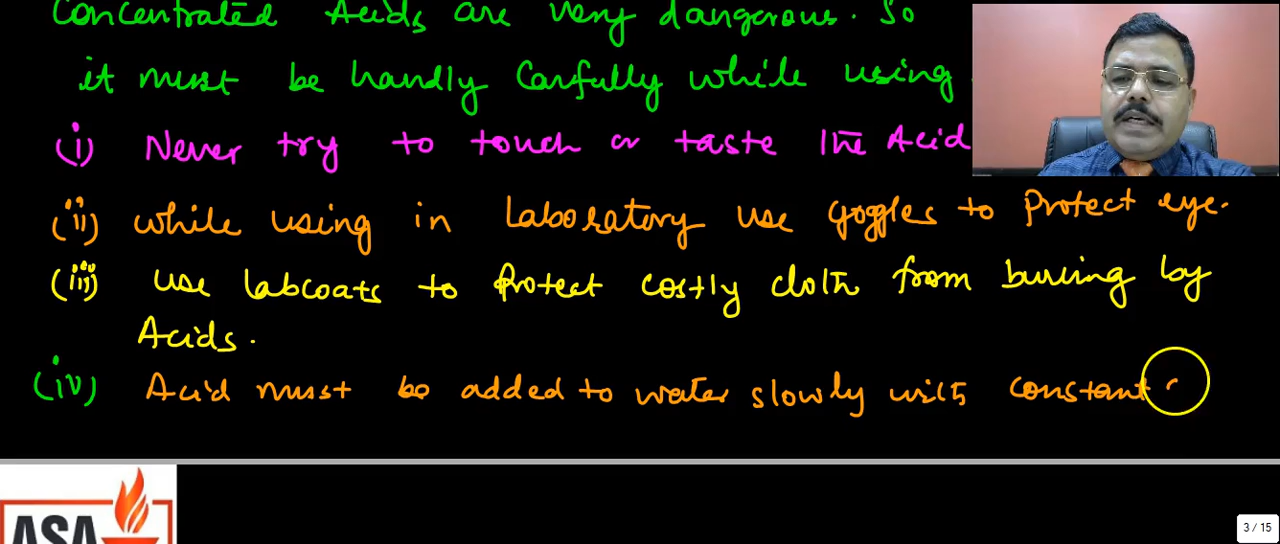 Concentrated Acids are very dangerous. So
it must be handly Carfully while using.
(i) Never try to touch or taste the Acid
(ii) while using in Laboratory use goggles to Protect eye.
(iii) use labcoats to Protect costly cloth from buring by
Acids.
(iv) Acid must be added to water slowly with constant
ASA
3 / 15